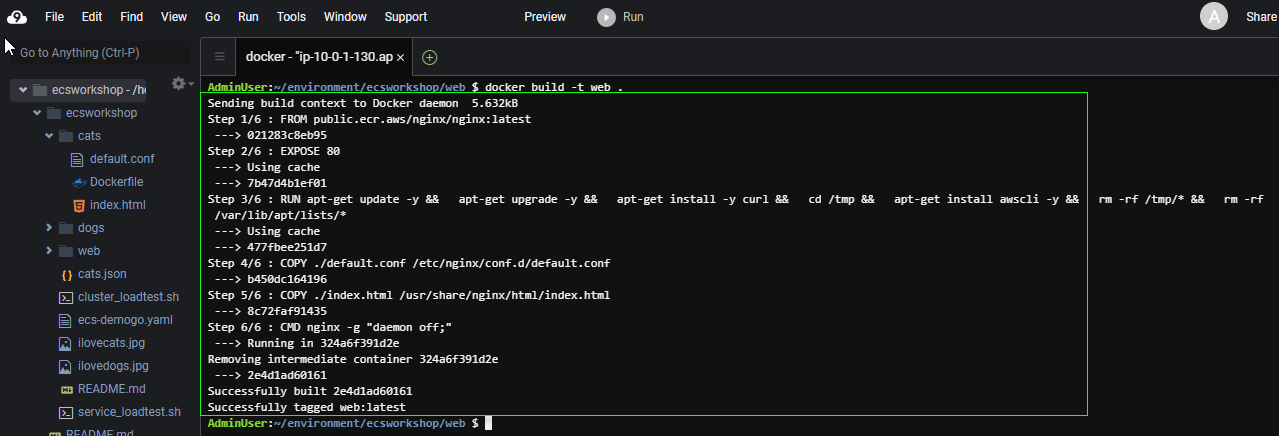 File Edit Find View Go Run Tools Window Support Preview Run A Share
Go to Anything (Ctrl-P)
docker - "ip-10-0-1-130.ap ×
ecsworkshop - /h
ecsworkshop
cats
default.conf
Dockerfile
index.html
dogs
web
cats.json
cluster_loadtest.sh
ecs-demogo.yaml
ilovecats.jpg
ilovedogs.jpg
README.md
service_loadtest.sh
README.md
AdminUser:~/environment/ecsworkshop/web $ docker build -t web .
Sending build context to Docker daemon  5.632kB
Step 1/6 : FROM public.ecr.aws/nginx/nginx:latest
 ---> 021283c8eb95
Step 2/6 : EXPOSE 80
 ---> Using cache
 ---> 7b47d4b1ef01
Step 3/6 : RUN apt-get update -y &&   apt-get upgrade -y &&   apt-get install -y curl &&   cd /tmp &&   apt-get install awscli -y &&   rm -rf /tmp/* &&   rm -rf
 /var/lib/apt/lists/*
 ---> Using cache
 ---> 477fbee251d7
Step 4/6 : COPY ./default.conf /etc/nginx/conf.d/default.conf
 ---> b450dc164196
Step 5/6 : COPY ./index.html /usr/share/nginx/html/index.html
 ---> 8c72faf91435
Step 6/6 : CMD nginx -g "daemon off;"
 ---> Running in 324a6f391d2e
Removing intermediate container 324a6f391d2e
 ---> 2e4d1ad60161
Successfully built 2e4d1ad60161
Successfully tagged web:latest
AdminUser:~/environment/ecsworkshop/web $